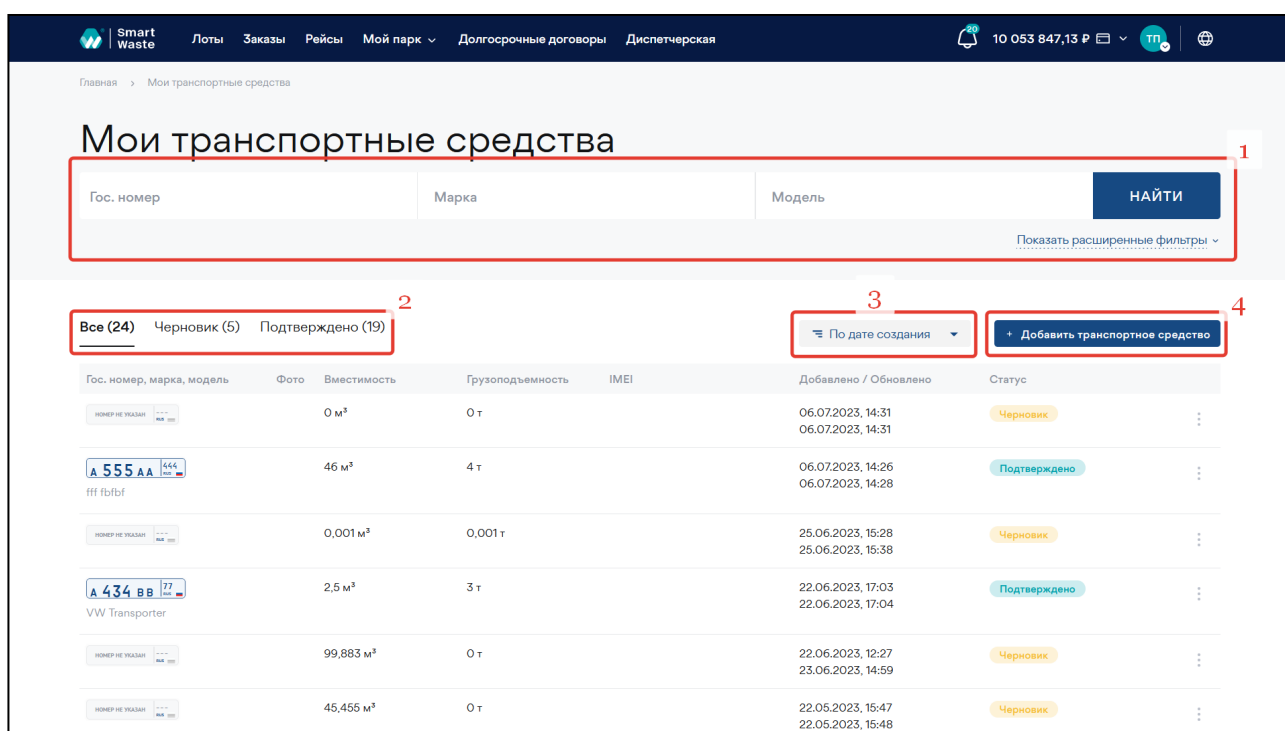 Smart Waste Лоты Заказы Рейсы Мой парк Долгосрочные договоры Диспетчерская 20 10 053 847,13 ₽ ТП
Главная > Мои транспортные средства
Мои транспортные средства
1
Гос. номер Марка Модель НАЙТИ
Показать расширенные фильтры
2 3 4
Все (24) Черновик (5) Подтверждено (19) По дате создания + Добавить транспортное средство
Гос. номер, марка, модель Фото Вместимость Грузоподъемность IMEI Добавлено / Обновлено Статус
НОМЕР НЕ УКАЗАН --- RUS 0 м³ 0 т 06.07.2023, 14:31 Черновик
06.07.2023, 14:31
А 555 АА 444 RUS 46 м³ 4 т 06.07.2023, 14:26 Подтверждено
fff fbfbf 06.07.2023, 14:28
НОМЕР НЕ УКАЗАН --- RUS 0,001 м³ 0,001 т 25.06.2023, 15:28 Черновик
25.06.2023, 15:38
А 434 ВВ 77 RUS 2,5 м³ 3 т 22.06.2023, 17:03 Подтверждено
VW Transporter 22.06.2023, 17:04
НОМЕР НЕ УКАЗАН --- RUS 99,883 м³ 0 т 22.06.2023, 12:27 Черновик
23.06.2023, 14:59
НОМЕР НЕ УКАЗАН --- RUS 45,455 м³ 0 т 22.05.2023, 15:47 Черновик
22.05.2023, 15:48